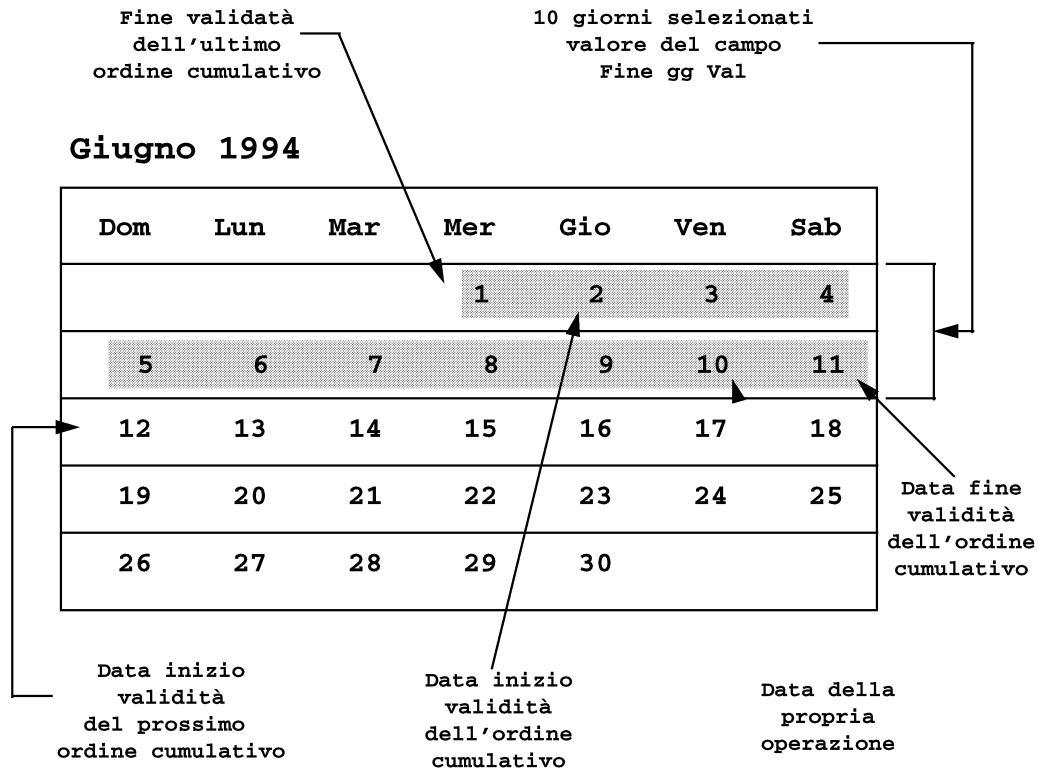 Fine validatà
dell'ultimo
ordine cumulativo
10 giorni selezionati
valore del campo
Fine gg Val
Giugno 1994
Dom Lun Mar Mer Gio Ven Sab
1 2 3 4
5 6 7 8 9 10 11
12 13 14 15 16 17 18
19 20 21 22 23 24 25
26 27 28 29 30
Data fine
validità
dell'ordine
cumulativo
Data inizio
validità
del prossimo
ordine cumulativo
Data inizio
validità
dell'ordine
cumulativo
Data della
propria
operazione